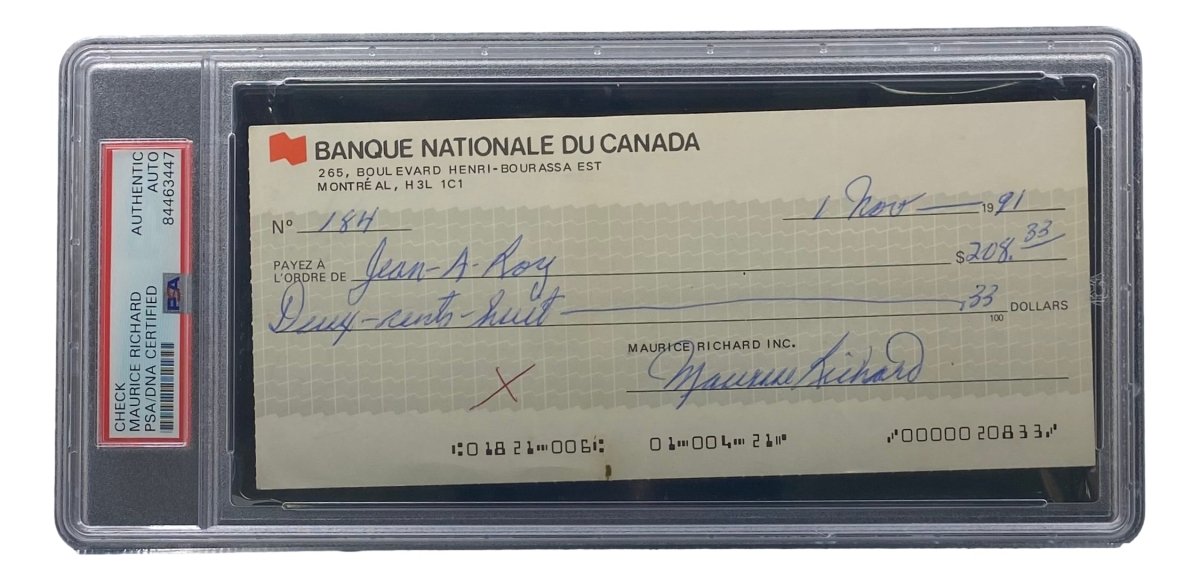 CHECK
MAURICE RICHARD
PSA/DNA CERTIFIED
AUTHENTIC
AUTO
84463447
PSA
BANQUE NATIONALE DU CANADA
265, BOULEVARD HENRI-BOURASSA EST
MONTRÉAL, H3L 1C1
Nº 184
1 Nov 1991
PAYEZ À
L'ORDRE DE Jean-A-Roy $208.33
Deux-cents-huit .33/100 DOLLARS
MAURICE RICHARD INC.
Maurice Richard
X
⑆01821⑉006⑆ 01⑉004⑉21⑈ ⑇0000020833⑇